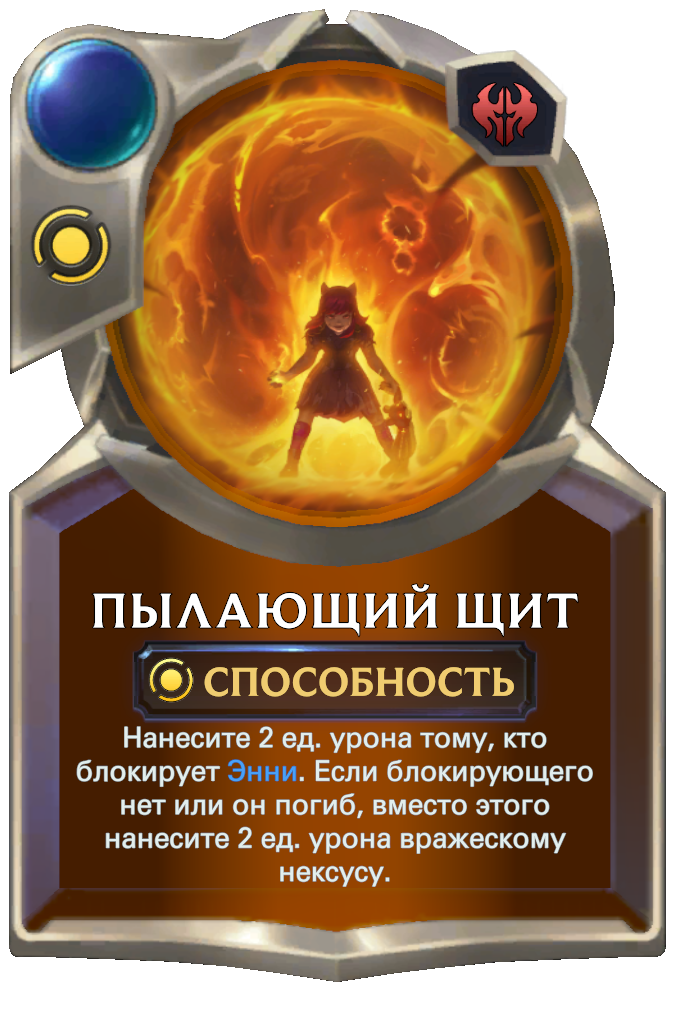 ПЫЛАЮЩИЙ ЩИТ
СПОСОБНОСТЬ
Нанесите 2 ед. урона тому, кто
блокирует Энни. Если блокирующего
нет или он погиб, вместо этого
нанесите 2 ед. урона вражескому
нексусу.